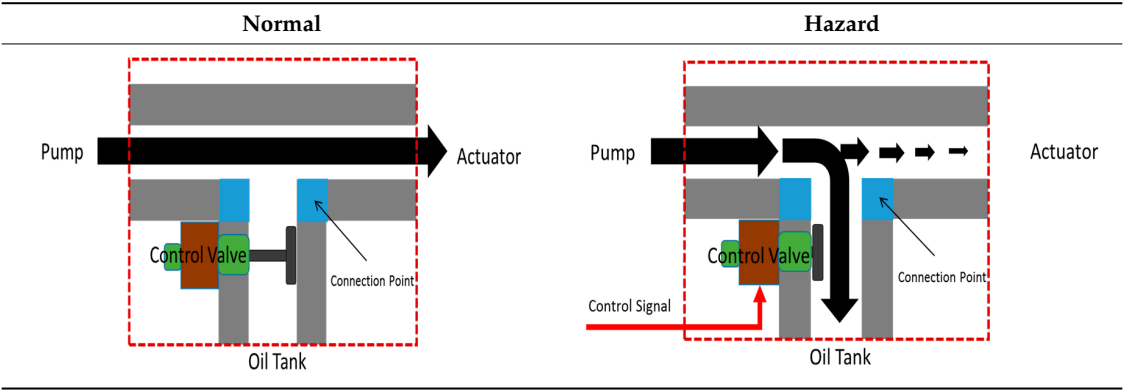 Normal
Hazard
Pump
Actuator
Control Valve
Connection Point
Oil Tank
Pump
Actuator
Control Valve
Connection Point
Control Signal
Oil Tank